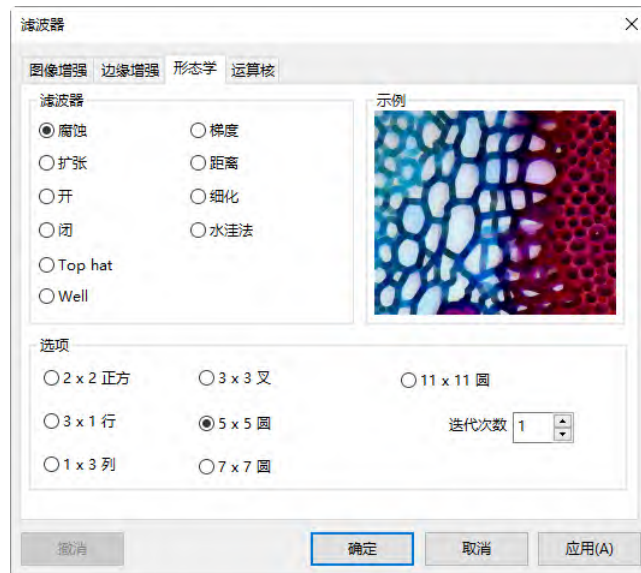 滤波器
图像增强 边缘增强 形态学 运算核
滤波器 示例
腐蚀 梯度
扩张 距离
开 细化
闭 水洼法
Top hat
Well
选项
2 x 2 正方 3 x 3 叉 11 x 11 圆
3 x 1 行 5 x 5 圆 迭代次数 1
1 x 3 列 7 x 7 圆
撤消 确定 取消 应用(A)